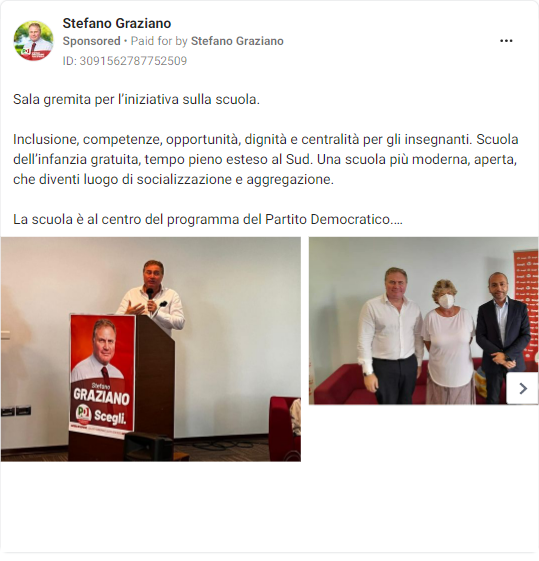 Stefano Graziano
Sponsored • Paid for by Stefano Graziano
ID: 3091562787752509
Sala gremita per l'iniziativa sulla scuola.
Inclusione, competenze, opportunità, dignità e centralità per gli insegnanti. Scuola
dell'infanzia gratuita, tempo pieno esteso al Sud. Una scuola più moderna, aperta,
che diventi luogo di socializzazione e aggregazione.
La scuola è al centro del programma del Partito Democratico....
Stefano
GRAZIANO
PD
Scegli.